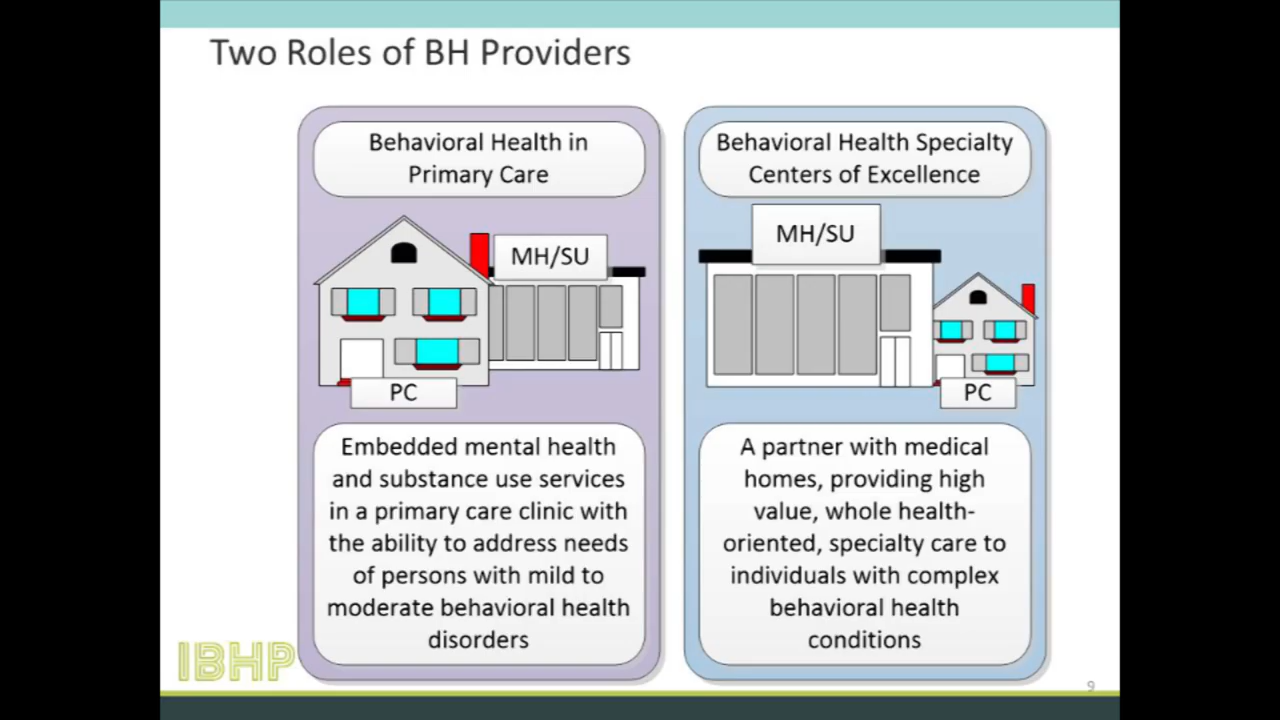 Two Roles of BH Providers
Behavioral Health in
Primary Care
MH/SU
PC
Embedded mental health
and substance use services
in a primary care clinic with
the ability to address needs
of persons with mild to
moderate behavioral health
disorders
Behavioral Health Specialty
Centers of Excellence
MH/SU
PC
A partner with medical
homes, providing high
value, whole health-
oriented, specialty care to
individuals with complex
behavioral health
conditions
IBHP
9